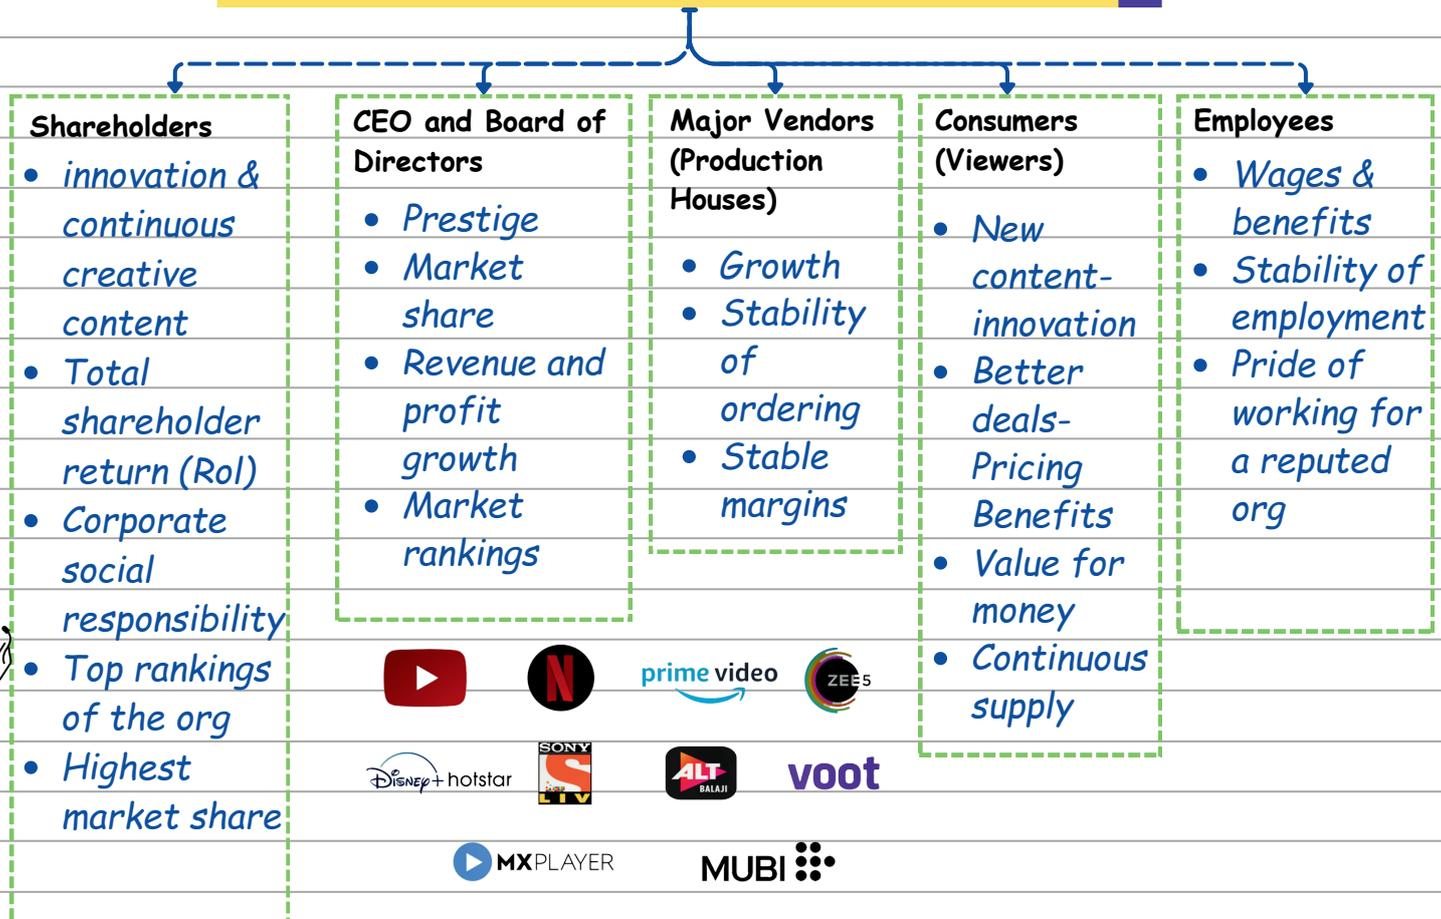 Shareholders
innovation &
continuous
creative
content
Total
shareholder
return (RoI)
Corporate
social
responsibility
Top rankings
of the org
Highest
market share
CEO and Board of
Directors
Prestige
Market
share
Revenue and
profit
growth
Market
rankings
Major Vendors
(Production
Houses)
Growth
Stability
of
ordering
Stable
margins
Consumers
(Viewers)
New
content-
innovation
Better
deals-
Pricing
Benefits
Value for
money
Continuous
supply
Employees
Wages &
benefits
Stability of
employment
Pride of
working for
a reputed
org
N
prime video
ZEE5
Disney+ hotstar
SONY
LIV
ALT
BALAJI
voot
MXPLAYER
MUBI